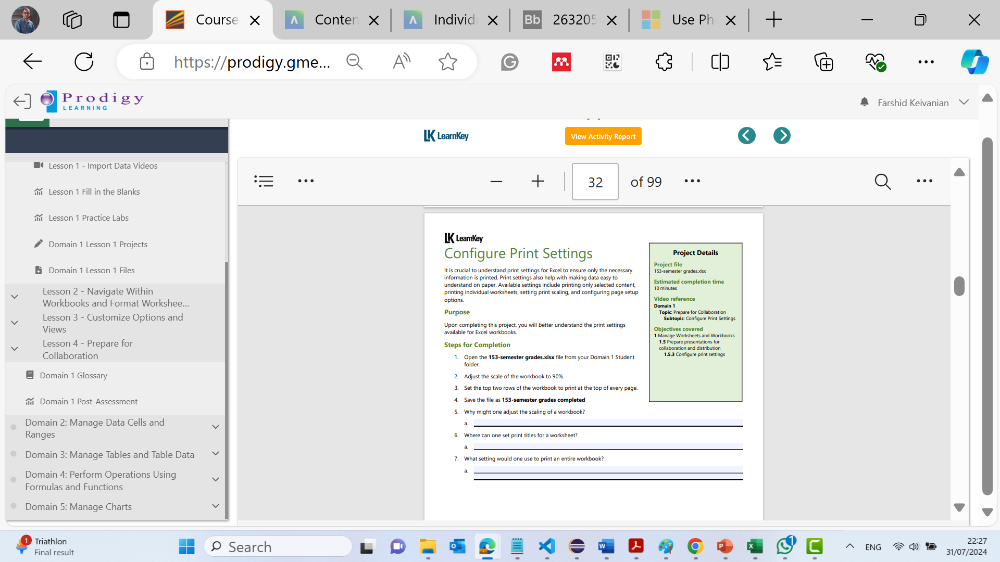 Course
Conten
Individ
Bb
263205
Use Ph
https://prodigy.gme...
Prodigy
LEARNING
Farshid Keivanian
LK LearnKey
View Activity Report
Lesson 1 - Import Data Videos
Lesson 1 Fill in the Blanks
Lesson 1 Practice Labs
Domain 1 Lesson 1 Projects
Domain 1 Lesson 1 Files
Lesson 2 - Navigate Within
Workbooks and Format Workshee...
Lesson 3 - Customize Options and
Views
Lesson 4 - Prepare for
Collaboration
Domain 1 Glossary
Domain 1 Post-Assessment
Domain 2: Manage Data Cells and
Ranges
Domain 3: Manage Tables and Table Data
Domain 4: Perform Operations Using
Formulas and Functions
Domain 5: Manage Charts
32 of 99
LK LearnKey
Configure Print Settings
It is crucial to understand print settings for Excel to ensure only the necessary
information is printed. Print settings also help with making data easy to
understand on paper. Available settings include printing only selected content,
printing individual worksheets, setting print scaling, and configuring page setup
options.
Purpose
Upon completing this project, you will better understand the print settings
available for Excel workbooks.
Steps for Completion
1. Open the 153-semester grades.xlsx file from your Domain 1 Student
folder.
2. Adjust the scale of the workbook to 90%.
3. Set the top two rows of the workbook to print at the top of every page.
4. Save the file as 153-semester grades completed
5. Why might one adjust the scaling of a workbook?
a.
6. Where can one set print titles for a worksheet?
a.
7. What setting would one use to print an entire workbook?
a.
Project Details
Project file
153-semester grades.xlsx
Estimated completion time
10 minutes
Video reference
Domain 1
Topic: Prepare for Collaboration
Subtopic: Configure Print Settings
Objectives covered
1 Manage Worksheets and Workbooks
1.5 Prepare presentations for
collaboration and distribution
1.5.3 Configure print settings
1
Triathlon
Final result
Search
1
ENG
22:27
31/07/2024